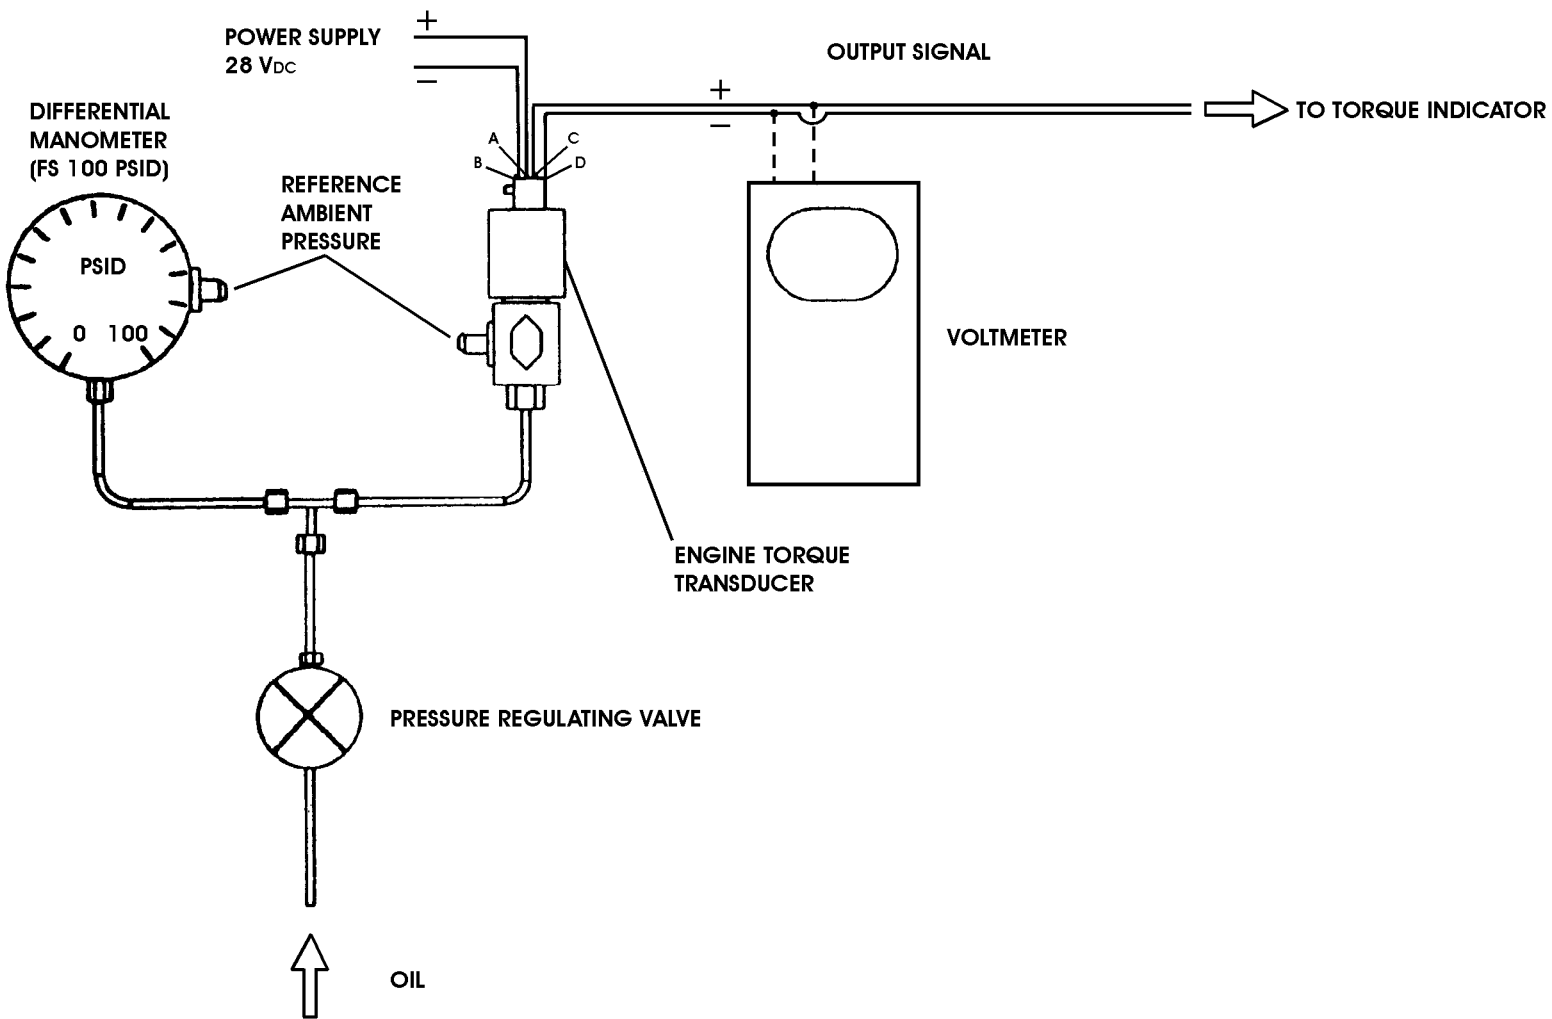 +
POWER SUPPLY
28 VDC
−
OUTPUT SIGNAL
+
−
TO TORQUE INDICATOR
DIFFERENTIAL
MANOMETER
(FS 100 PSID)
A
C
B
D
REFERENCE
AMBIENT
PRESSURE
PSID
0 100
VOLTMETER
ENGINE TORQUE
TRANSDUCER
PRESSURE REGULATING VALVE
OIL